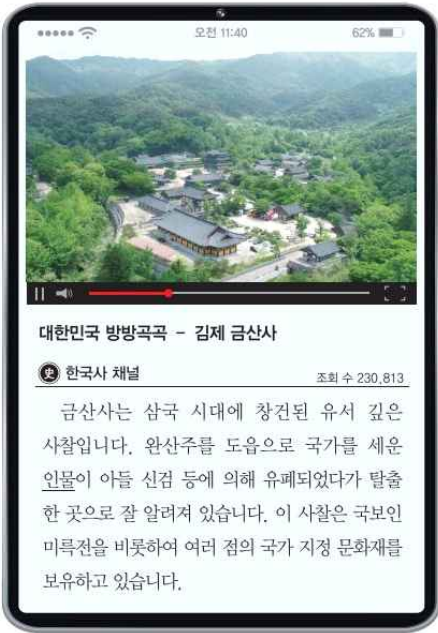 오전 11:40
62%
대한민국 방방곡곡 - 김제 금산사
史 한국사 채널
조회 수 230,813
금산사는 삼국 시대에 창건된 유서 깊은
사찰입니다. 완산주를 도읍으로 국가를 세운
인물이 아들 신검 등에 의해 유폐되었다가 탈출
한 곳으로 잘 알려져 있습니다. 이 사찰은 국보인
미륵전을 비롯하여 여러 점의 국가 지정 문화재를
보유하고 있습니다.